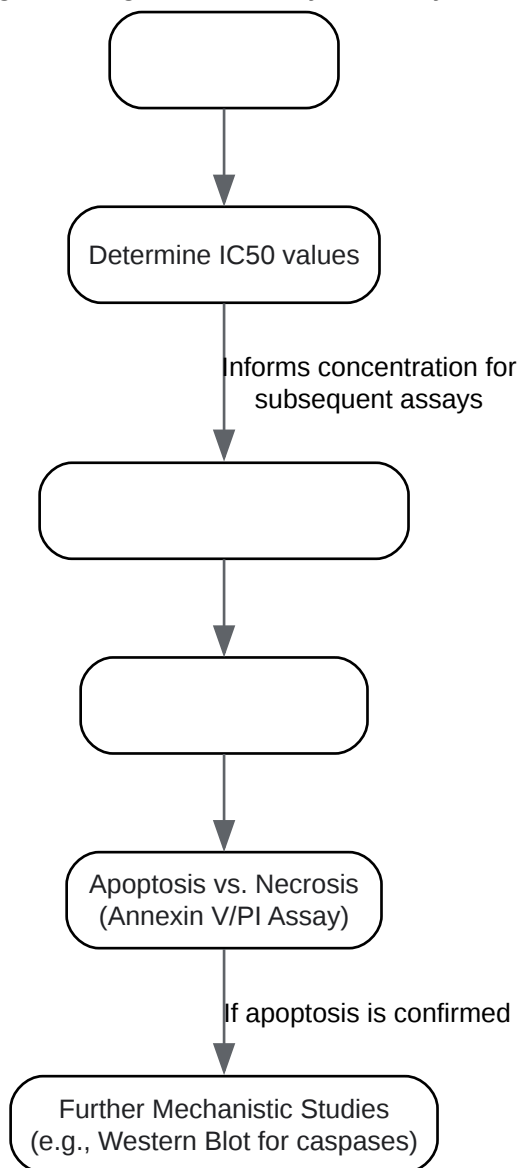 Determine IC50 values
Informs concentration for
subsequent assays
Apoptosis vs. Necrosis
(Annexin V/PI Assay)
If apoptosis is confirmed
Further Mechanistic Studies
(e.g., Western Blot for caspases)